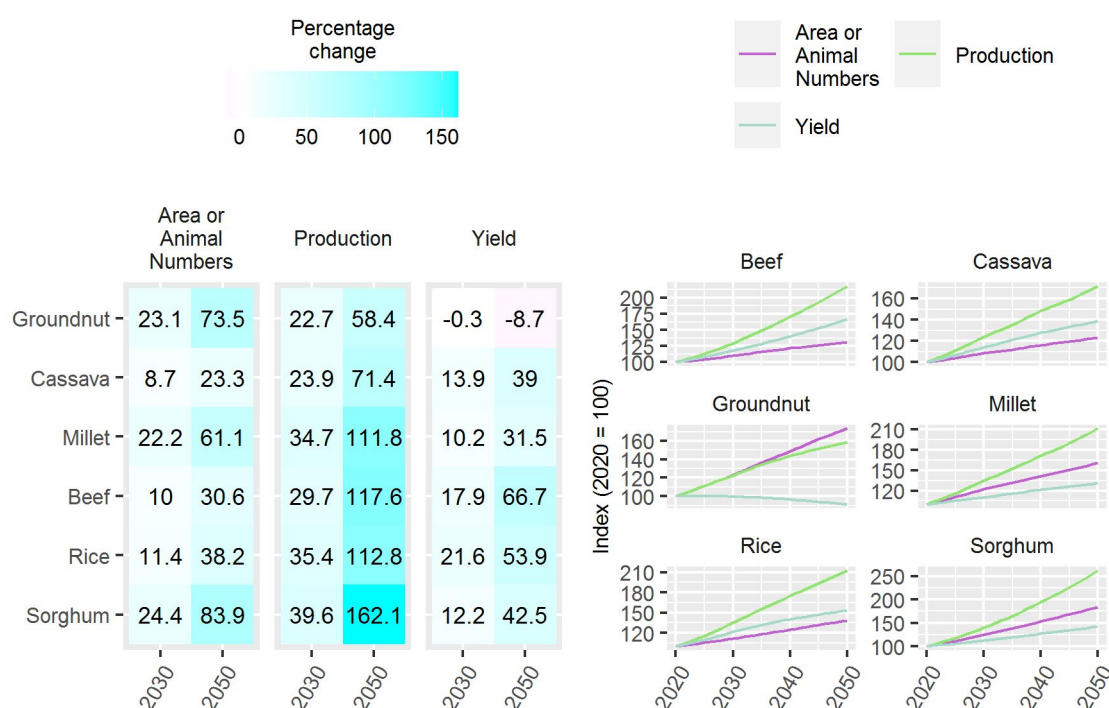 Percentage
change
0 50 100 150
Area or
Animal
Numbers
Production
Yield
Area or
Animal
Numbers
Production
Yield
Groundnut 23.1 73.5 22.7 58.4 -0.3 -8.7
Cassava 8.7 23.3 23.9 71.4 13.9 39
Millet 22.2 61.1 34.7 111.8 10.2 31.5
Beef 10 30.6 29.7 117.6 17.9 66.7
Rice 11.4 38.2 35.4 112.8 21.6 53.9
Sorghum 24.4 83.9 39.6 162.1 12.2 42.5
2030 2050 2030 2050 2030 2050
Index (2020 = 100)
Beef
200
175
150
125
100
Cassava
160
140
120
100
Groundnut
160
140
120
100
Millet
210
180
150
120
Rice
210
180
150
120
Sorghum
250
200
150
100
2020 2030 2040 2050
2020 2030 2040 2050